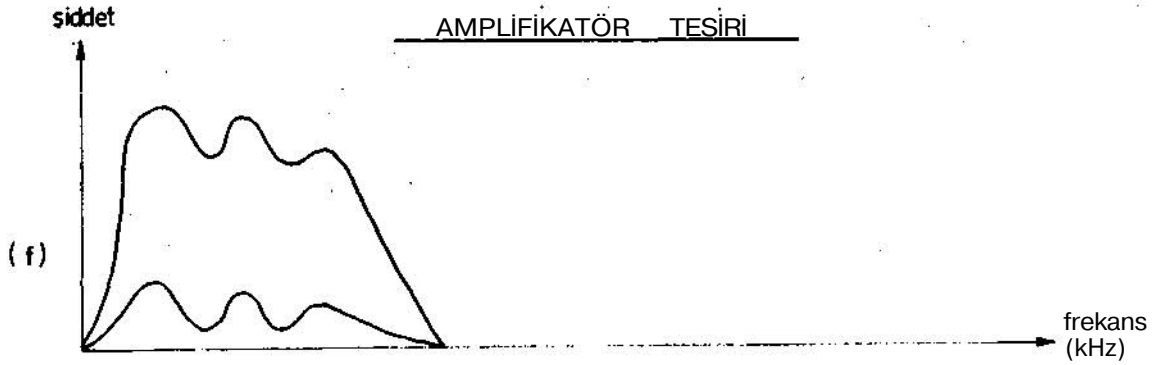 şiddet
AMPLİFİKATÖR TESİRİ
(f)
frekans
(kHz)